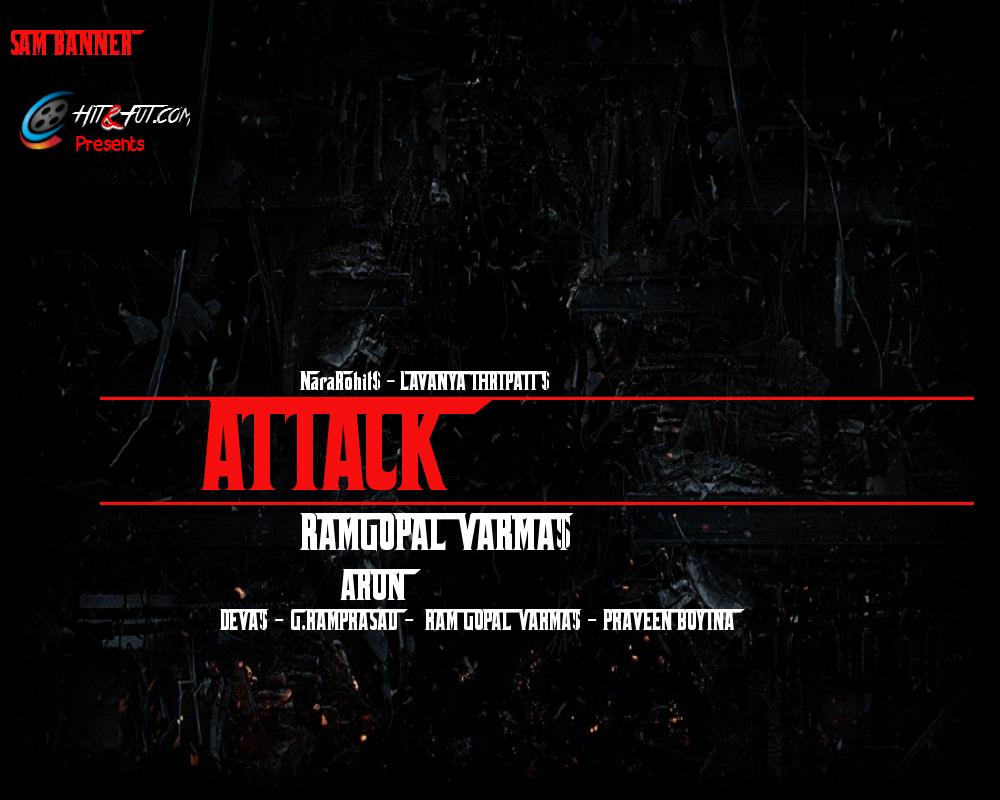 SAM BANNER
HIT&FUT.COM
Presents
NaraRohit$ - LAVANYA THRIPATI $
ATTACK
RAMGOPAL VARMA$
ARUN
DEVA$ - G.RAMPRASAD - RAM GOPAL VARMA$ - PRAVEEN BOYINA